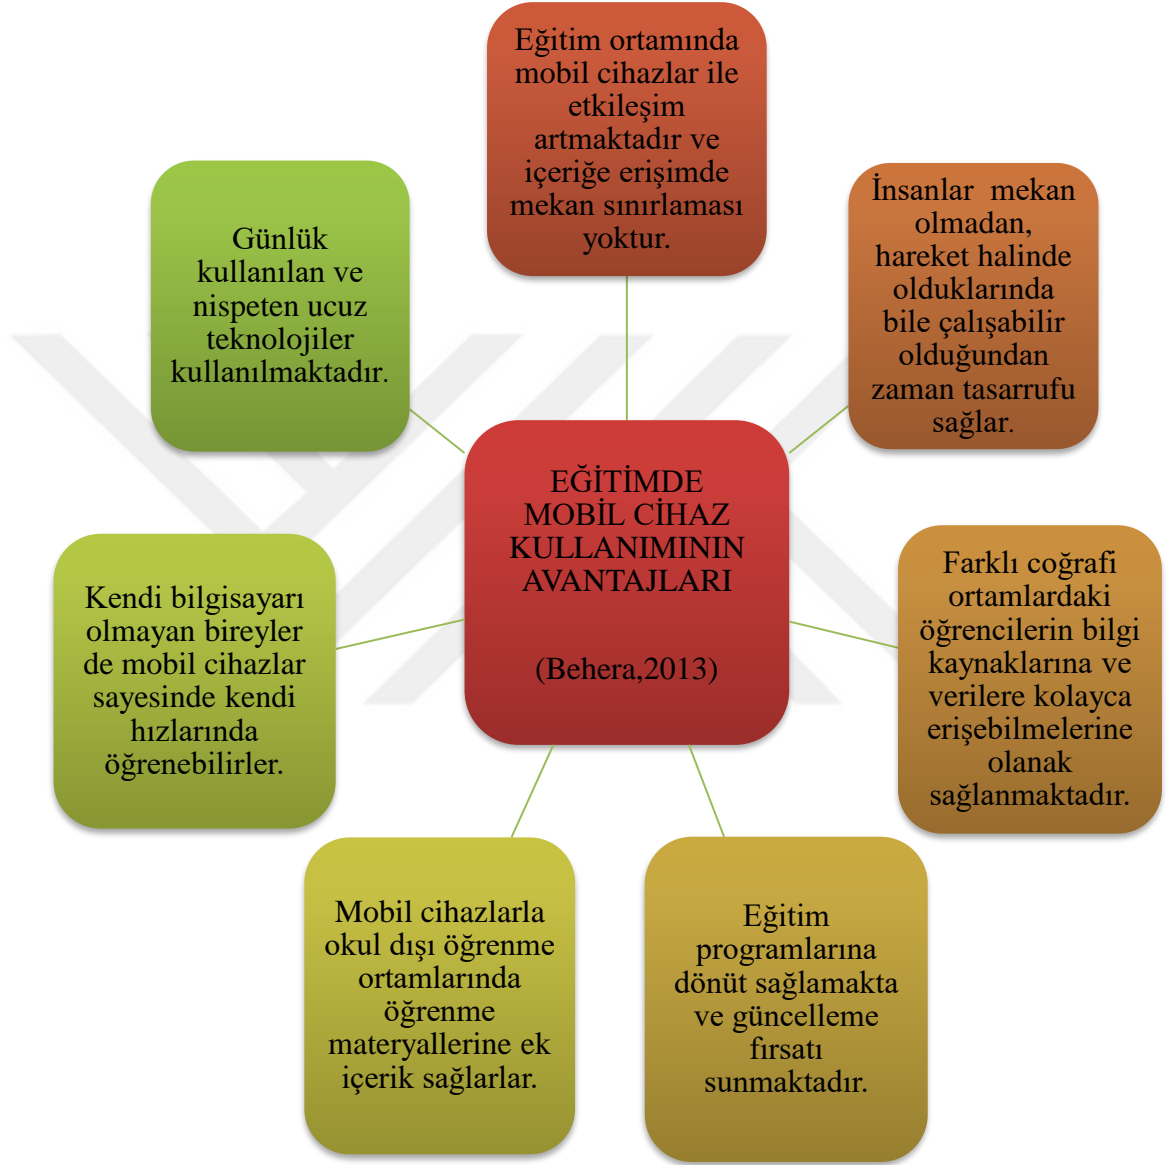 Eğitim ortamında
mobil cihazlar ile
etkileşim
artmaktadır ve
içeriğe erişimde
mekan sınırlaması
yoktur.
İnsanlar mekan
olmadan,
hareket halinde
olduklarında
bile çalışabilir
olduğundan
zaman tasarrufu
sağlar.
Farklı coğrafi
ortamlardaki
öğrencilerin bilgi
kaynaklarına ve
verilere kolayca
erişebilmelerine
olanak
sağlanmaktadır.
Eğitim
programlarına
dönüt sağlamakta
ve güncelleme
fırsatı
sunmaktadır.
Mobil cihazlarla
okul dışı öğrenme
ortamlarında
öğrenme
materyallerine ek
içerik sağlarlar.
Kendi bilgisayarı
olmayan bireyler
de mobil cihazlar
sayesinde kendi
hızlarında
öğrenebilirler.
Günlük
kullanılan ve
nispeten ucuz
teknolojiler
kullanılmaktadır.
EĞİTİMDE
MOBİL CİHAZ
KULLANIMININ
AVANTAJLARI
(Behera,2013)